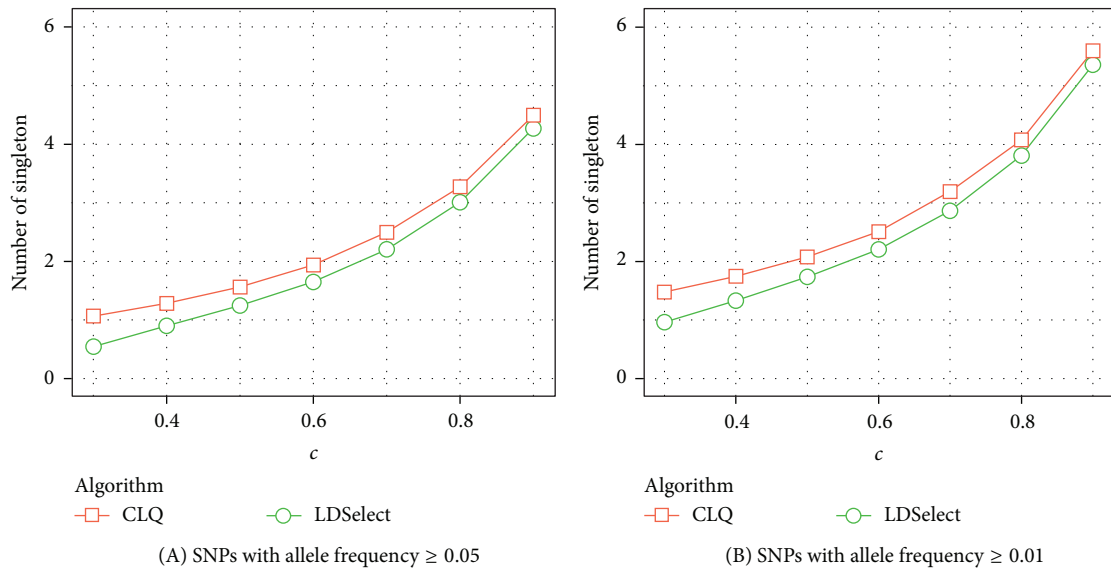 6
4
2
0
Number of singleton
0.4 0.6 0.8
c
Algorithm
CLQ LDSelect
(A) SNPs with allele frequency ≥ 0.05
6
4
2
0
Number of singleton
0.4 0.6 0.8
c
Algorithm
CLQ LDSelect
(B) SNPs with allele frequency ≥ 0.01